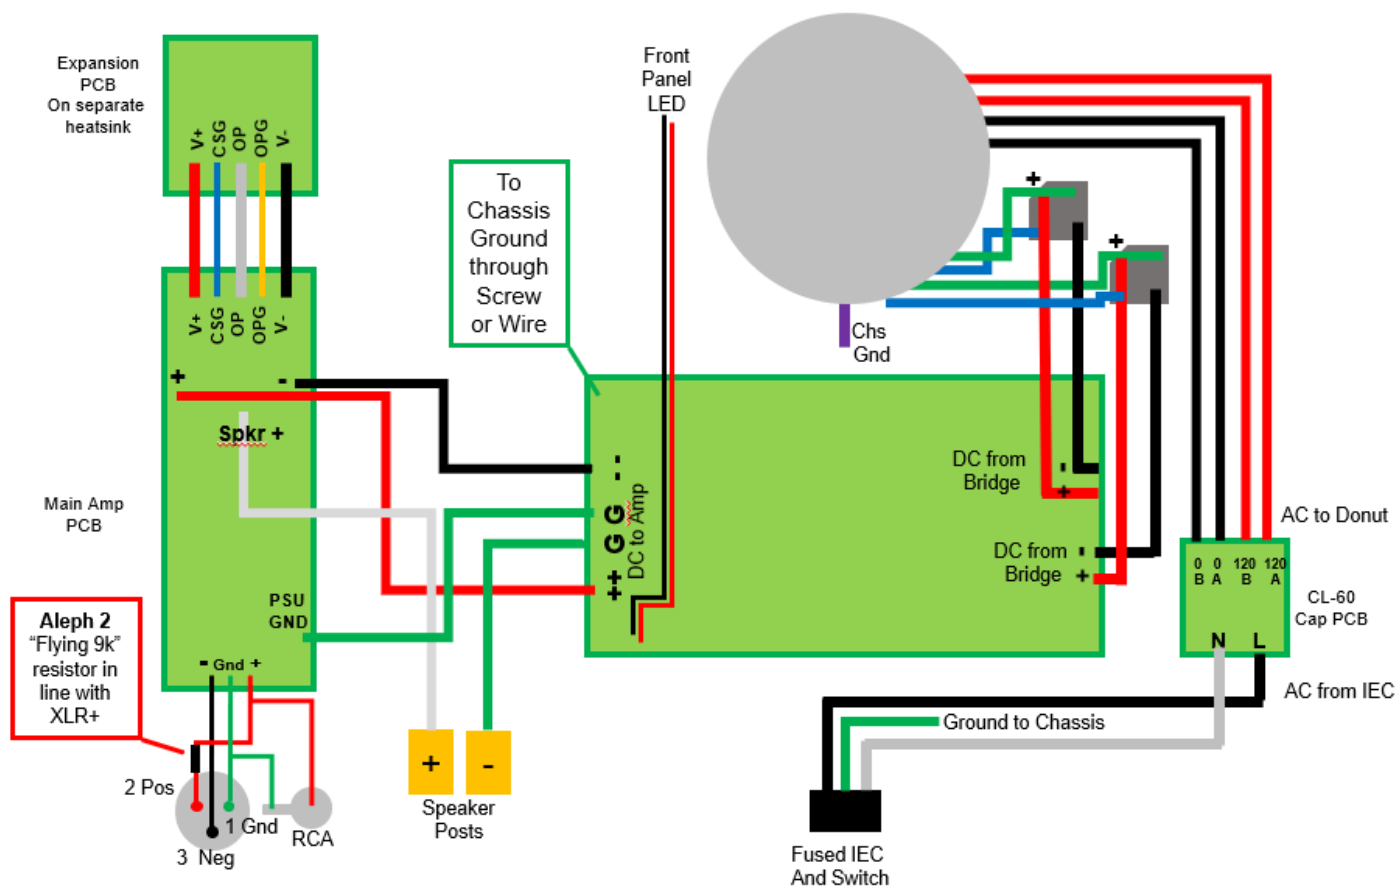 Expansion
PCB
On separate
heatsink
V+
CSG
OP
OPG
V-
V+
CSG
OP
OPG
V-
+
-
Spkr +
Main Amp
PCB
PSU
GND
- Gnd +
Aleph 2
“Flying 9k”
resistor in
line with
XLR+
2 Pos
1 Gnd
3 Neg
RCA
+
-
Speaker
Posts
To
Chassis
Ground
through
Screw
or Wire
Front
Panel
LED
-
-
G
G
+
+
DC to Amp
+
+
Chs
Gnd
DC from
Bridge
-
+
DC from
Bridge
-
+
AC to Donut
0
B
0
A
120
B
120
A
CL-60
Cap PCB
N
L
AC from IEC
Ground to Chassis
Fused IEC
And Switch